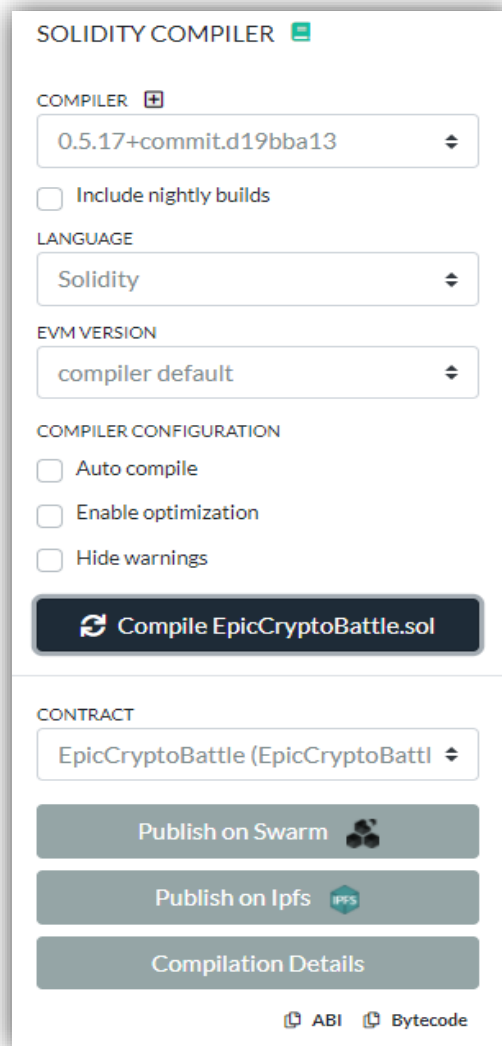 SOLIDITY COMPILER
COMPILER
0.5.17+commit.d19bba13
Include nightly builds
LANGUAGE
Solidity
EVM VERSION
compiler default
COMPILER CONFIGURATION
Auto compile
Enable optimization
Hide warnings
Compile EpicCryptoBattle.sol
CONTRACT
EpicCryptoBattle (EpicCryptoBattl
Publish on Swarm
Publish on Ipfs IPFS
Compilation Details
ABI Bytecode